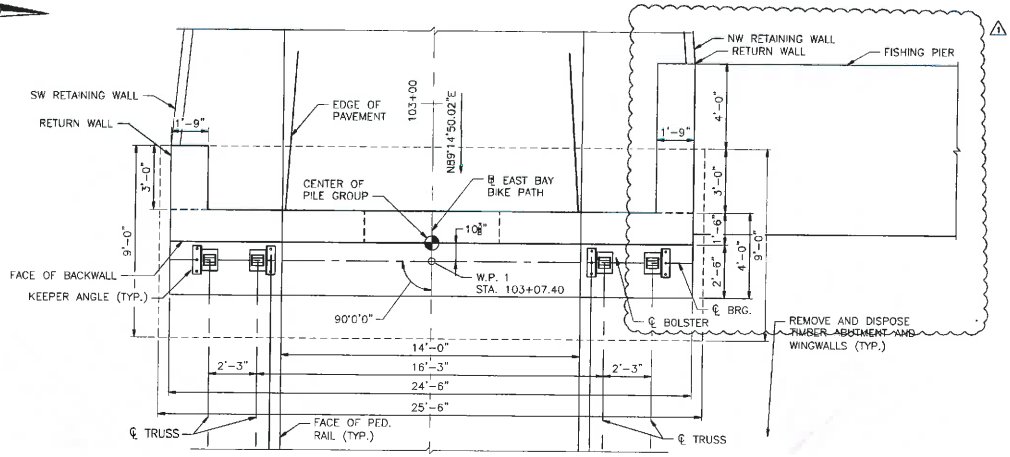 1
NW RETAINING WALL
RETURN WALL
FISHING PIER
SW RETAINING WALL
RETURN WALL
1'-9"
EDGE OF
PAVEMENT
103+00
N89°14'50.02"E
1'-9"
4'-0"
3'-0"
3'-0"
CENTER OF
PILE GROUP
℄ EAST BAY
BIKE PATH
9'-0"
1'-6"
4'-0"
9'-0"
2'-6"
FACE OF BACKWALL
KEEPER ANGLE (TYP.)
W.P. 1
STA. 103+07.40
90°0'0"
℄ BRG.
℄ BOLSTER
REMOVE AND DISPOSE
TIMBER ABUTMENT AND
WINGWALLS (TYP.)
14'-0"
2'-3"
16'-3"
2'-3"
24'-6"
25'-6"
℄ TRUSS
FACE OF PED.
RAIL (TYP.)
℄ TRUSS